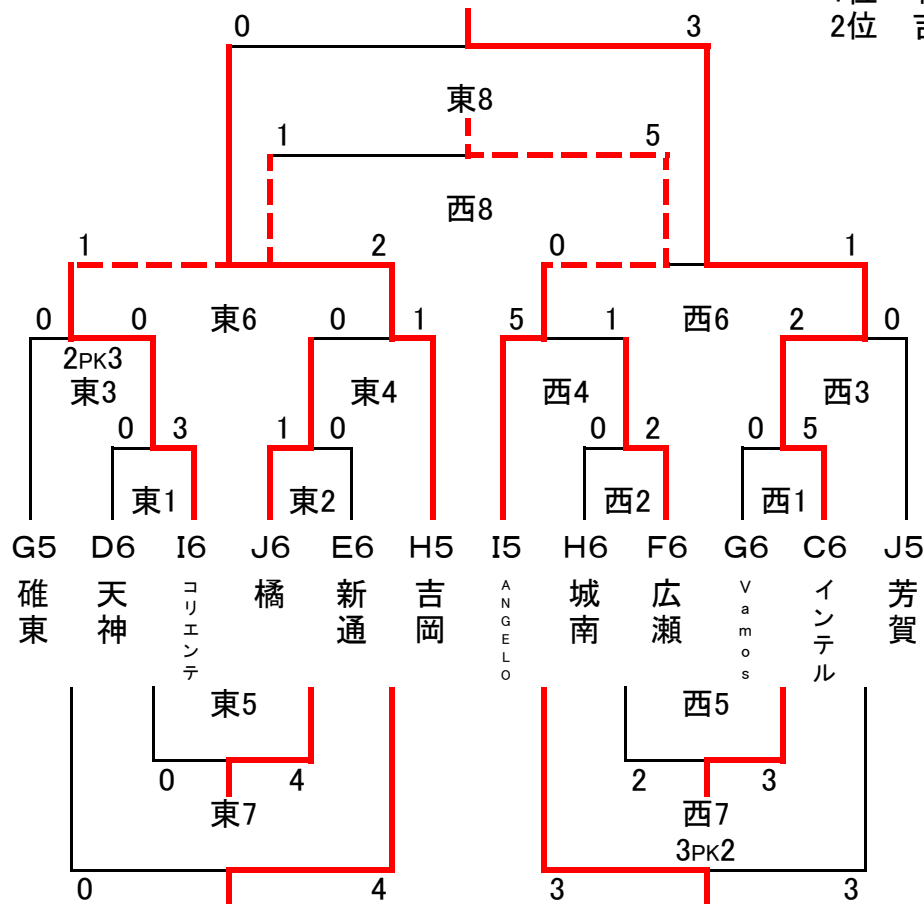 1位
2位 吉
0 3
東8
1 5
西8
1 2 0 1
0 0 東6 0 1 5 1 西6 2 0
2PK3
東3 東4 西4 西3
0 3 1 0 0 2 0 5
東1 東2 西2 西1
G5 D6 I6 J6 E6 H5 I5 H6 F6 G6 C6 J5
碓東 天神 コリエンテ 橘 新通 吉岡 ANGELO 城南 広瀬 Vamos インテル 芳賀
東5 西5
0 4 2 3
東7 西7
3PK2
0 4 3 3